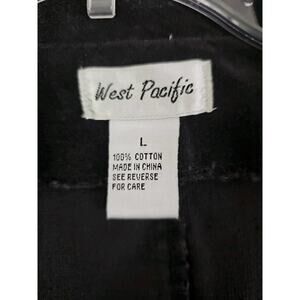 West Pacific
L
100% COTTON
MADE IN CHINA
SEE REVERSE
FOR CARE